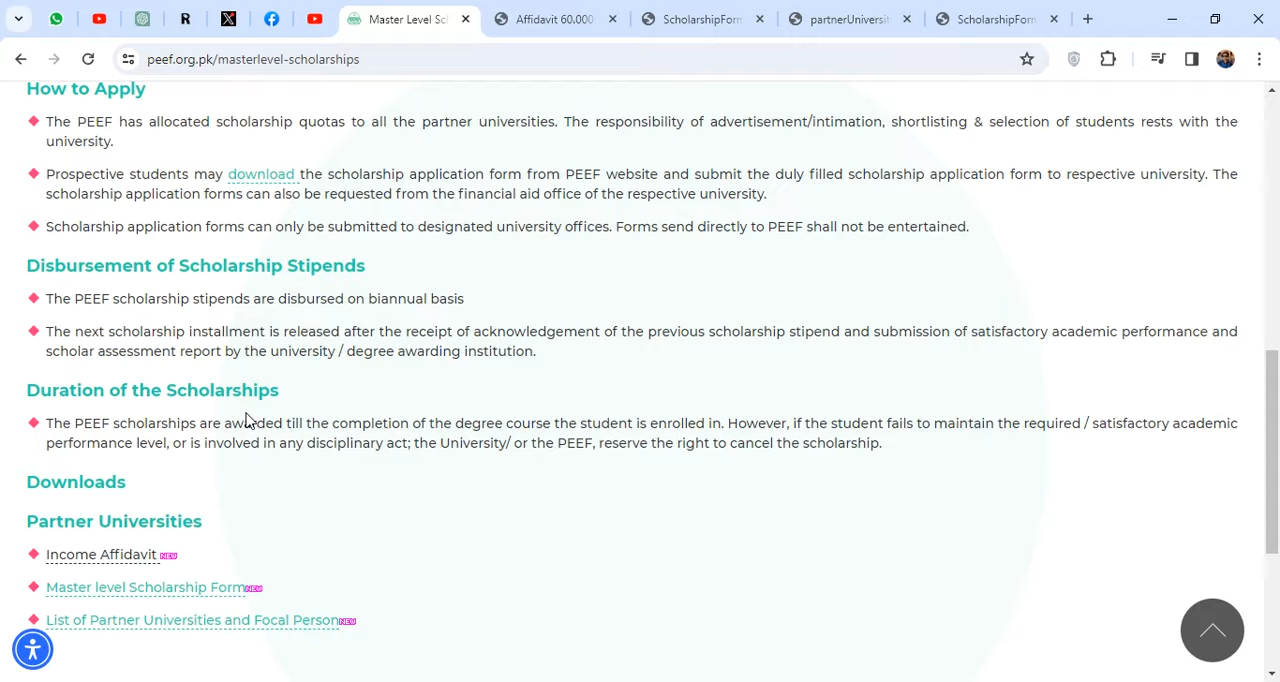 Master Level Scl
Affidavit 60,000
ScholarshipForm
partnerUniversit
ScholarshipForm
peef.org.pk/masterlevel-scholarships
How to Apply
The PEEF has allocated scholarship quotas to all the partner universities. The responsibility of advertisement/intimation, shortlisting & selection of students rests with the
university.
Prospective students may download the scholarship application form from PEEF website and submit the duly filled scholarship application form to respective university. The
scholarship application forms can also be requested from the financial aid office of the respective university.
Scholarship application forms can only be submitted to designated university offices. Forms send directly to PEEF shall not be entertained.
Disbursement of Scholarship Stipends
The PEEF scholarship stipends are disbursed on biannual basis
The next scholarship installment is released after the receipt of acknowledgement of the previous scholarship stipend and submission of satisfactory academic performance and
scholar assessment report by the university / degree awarding institution.
Duration of the Scholarships
The PEEF scholarships are awarded till the completion of the degree course the student is enrolled in. However, if the student fails to maintain the required / satisfactory academic
performance level, or is involved in any disciplinary act; the University/ or the PEEF, reserve the right to cancel the scholarship.
Downloads
Partner Universities
Income Affidavit NEW
Master level Scholarship Form NEW
List of Partner Universities and Focal Person NEW